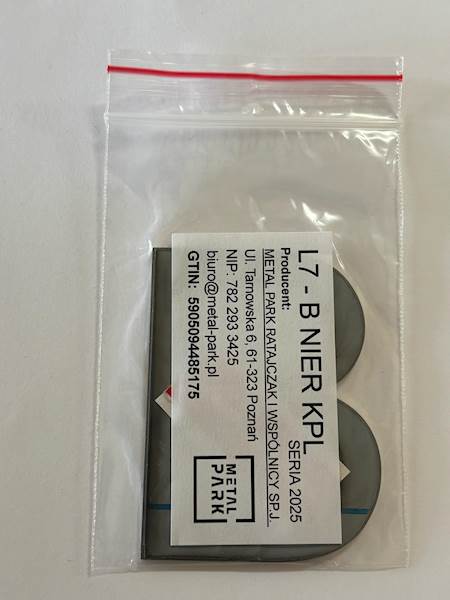 L7 - B NIER KPL
SERIA 2025
Producent:
METAL PARK RATAJCZAK I WSPÓLNICY SP.J.
Ul. Tarnowska 6, 61-323 Poznań
NIP: 782 293 3425
biuro@metal-park.pl
GTIN: 5905094485175
METAL
PARK